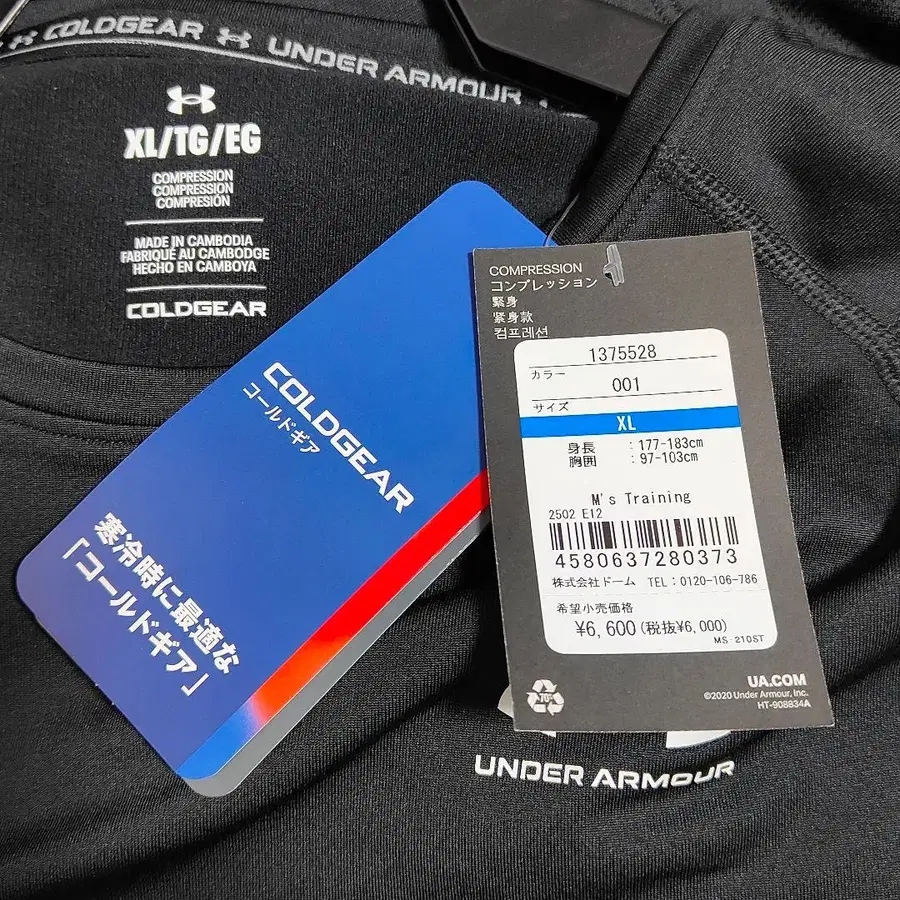 COLDGEAR UNDER ARMOUR
XL/TG/EG
COMPRESSION
COMPRESSION
COMPRESIÓN
MADE IN CAMBODIA
FABRIQUÉ AU CAMBODGE
HECHO EN CAMBOYA
COLDGEAR
COLDGEAR
コールドギア
寒冷時に最適な
「コールドギア」
COMPRESSION
コンプレッション
緊身
紧身款
컴프레션
1375528
カラー
001
サイズ
XL
身長 : 177-183cm
胸囲 : 97-103cm
M's Training
2502 E12
4580637280373
株式会社ドーム TEL:0120-106-786
希望小売価格
¥6,600(税抜¥6,000)
MS-210ST
UA.COM
©2020 Under Armour, Inc.
HT-908834A
UNDER ARMOUR